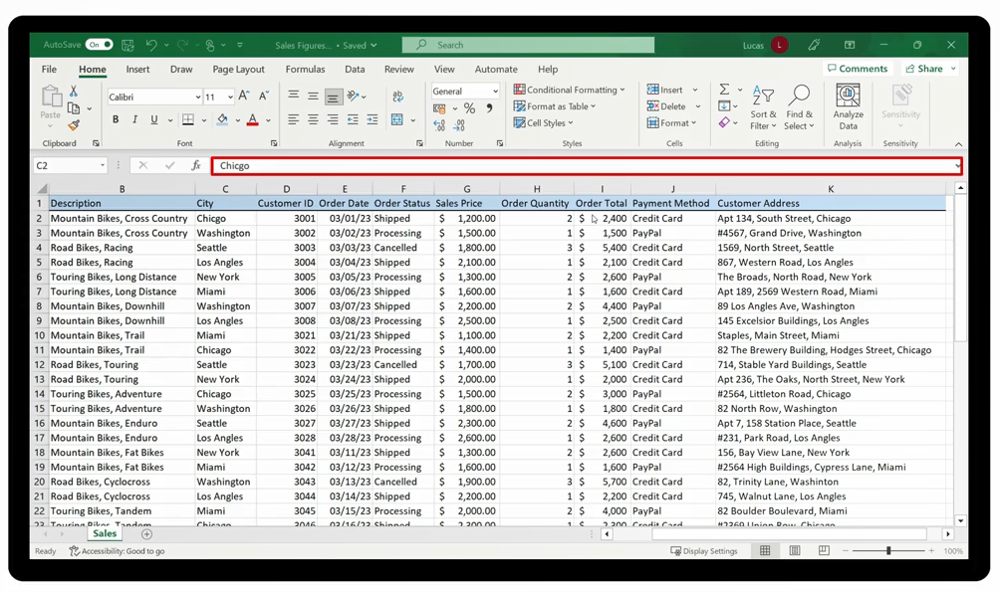 AutoSave On Sales Figures... • Saved Search Lucas L
File Home Insert Draw Page Layout Formulas Data Review View Automate Help Comments Share
Paste Calibri 11 A A General Conditional Formatting Insert Sort & Find & Analyze Sensitivity
B I U A % , Format as Table Delete Filter Select Data
Cell Styles Format
Clipboard Font Alignment Number Styles Cells Editing Analysis Sensitivity
C2 fx Chicgo
B C D E F G H I J K
1 Description City Customer ID Order Date Order Status Sales Price Order Quantity Order Total Payment Method Customer Address
2 Mountain Bikes, Cross Country Chicgo 3001 03/01/23 Shipped $ 1,200.00 2 $ 2,400 Credit Card Apt 134, South Street, Chicago
3 Mountain Bikes, Cross Country Washington 3002 03/02/23 Processing $ 1,500.00 1 $ 1,500 PayPal #4567, Grand Drive, Washington
4 Road Bikes, Racing Seattle 3003 03/03/23 Cancelled $ 1,800.00 3 $ 5,400 Credit Card 1569, North Street, Seattle
5 Road Bikes, Racing Los Angles 3004 03/04/23 Shipped $ 2,100.00 1 $ 2,100 Credit Card 867, Western Road, Los Angles
6 Touring Bikes, Long Distance New York 3005 03/05/23 Processing $ 1,300.00 2 $ 2,600 PayPal The Broads, North Road, New York
7 Touring Bikes, Long Distance Miami 3006 03/06/23 Shipped $ 1,600.00 1 $ 1,600 Credit Card Apt 189, 2569 Western Road, Miami
8 Mountain Bikes, Downhill Washington 3007 03/07/23 Shipped $ 2,200.00 2 $ 4,400 PayPal 89 Los Angles Ave, Washington
9 Mountain Bikes, Downhill Los Angles 3008 03/08/23 Processing $ 2,500.00 1 $ 2,500 Credit Card 145 Excelsior Buildings, Los Angles
10 Mountain Bikes, Trail Miami 3021 03/21/23 Shipped $ 1,100.00 2 $ 2,200 Credit Card Staples, Main Street, Miami
11 Mountain Bikes, Trail Chicago 3022 03/22/23 Processing $ 1,400.00 1 $ 1,400 PayPal 82 The Brewery Building, Hodges Street, Chicago
12 Road Bikes, Touring Seattle 3023 03/23/23 Cancelled $ 1,700.00 3 $ 5,100 Credit Card 714, Stable Yard Buildings, Seattle
13 Road Bikes, Touring New York 3024 03/24/23 Shipped $ 2,000.00 1 $ 2,000 Credit Card Apt 236, The Oaks, North Street, New York
14 Touring Bikes, Adventure Chicago 3025 03/25/23 Processing $ 1,500.00 2 $ 3,000 PayPal #2564, Littleton Road, Chicago
15 Touring Bikes, Adventure Washington 3026 03/26/23 Shipped $ 1,800.00 1 $ 1,800 Credit Card 82 North Row, Washington
16 Mountain Bikes, Enduro Seattle 3027 03/27/23 Shipped $ 2,300.00 2 $ 4,600 PayPal Apt 7, 158 Station Place, Seattle
17 Mountain Bikes, Enduro Los Angles 3028 03/28/23 Processing $ 2,600.00 1 $ 2,600 Credit Card #231, Park Road, Los Angles
18 Mountain Bikes, Fat Bikes New York 3041 03/11/23 Shipped $ 1,300.00 2 $ 2,600 Credit Card 156, Bay View Lane, New York
19 Mountain Bikes, Fat Bikes Miami 3042 03/12/23 Processing $ 1,600.00 1 $ 1,600 PayPal #2564 High Buildings, Cypress Lane, Miami
20 Road Bikes, Cyclocross Washington 3043 03/13/23 Cancelled $ 1,900.00 3 $ 5,700 Credit Card 82, Trinity Lane, Washinton
21 Road Bikes, Cyclocross Los Angles 3044 03/14/23 Shipped $ 2,200.00 1 $ 2,200 Credit Card 745, Walnut Lane, Los Angles
22 Touring Bikes, Tandem Miami 3045 03/15/23 Processing $ 2,000.00 2 $ 4,000 PayPal 82 Boulder Boulevard, Miami
23 Touring Bikes, Tandem Chicago 3046 03/16/23 Shipped $ 2,300.00 1 $ 2,300 Credit Card #2369 Union Row, Chicago
Sales
Ready Accessibility: Good to go Display Settings 100%